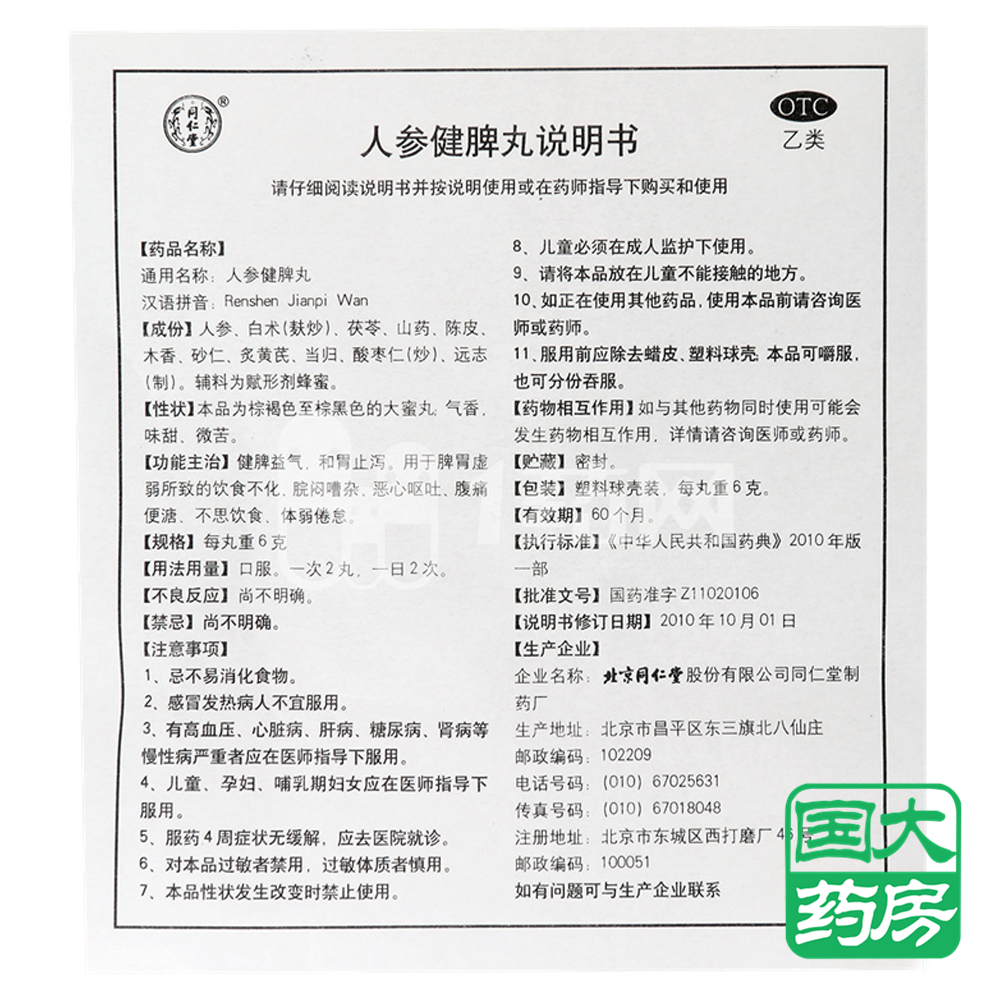 同仁堂
®
OTC
乙类
人参健脾丸说明书
请仔细阅读说明书并按说明使用或在药师指导下购买和使用
【药品名称】
通用名称：人参健脾丸
汉语拼音：Renshen Jianpi Wan
【成份】人参、白术(麸炒)、茯苓、山药、陈皮、
木香、砂仁、炙黄芪、当归、酸枣仁(炒)、远志
(制)。辅料为赋形剂蜂蜜。
【性状】本品为棕褐色至棕黑色的大蜜丸；气香，
味甜、微苦。
【功能主治】健脾益气，和胃止泻。用于脾胃虚
弱所致的饮食不化、脘闷嘈杂、恶心呕吐、腹痛
便溏、不思饮食、体弱倦怠。
【规格】每丸重6克
【用法用量】口服。一次2丸，一日2次。
【不良反应】尚不明确。
【禁忌】尚不明确。
【注意事项】
1、忌不易消化食物。
2、感冒发热病人不宜服用。
3、有高血压、心脏病、肝病、糖尿病、肾病等
慢性病严重者应在医师指导下服用。
4、儿童、孕妇、哺乳期妇女应在医师指导下
服用。
5、服药4周症状无缓解，应去医院就诊。
6、对本品过敏者禁用，过敏体质者慎用。
7、本品性状发生改变时禁止使用。
8、儿童必须在成人监护下使用。
9、请将本品放在儿童不能接触的地方。
10、如正在使用其他药品，使用本品前请咨询医
师或药师。
11、服用前应除去蜡皮、塑料球壳；本品可嚼服，
也可分份吞服。
【药物相互作用】如与其他药物同时使用可能会
发生药物相互作用，详情请咨询医师或药师。
【贮藏】密封。
【包装】塑料球壳装，每丸重6克。
【有效期】60个月。
【执行标准】《中华人民共和国药典》2010年版
一部
【批准文号】国药准字Z11020106
【说明书修订日期】2010年10月01日
【生产企业】
企业名称：北京同仁堂股份有限公司同仁堂制
药厂
生产地址：北京市昌平区东三旗北八仙庄
邮政编码：102209
电话号码：(010) 67025631
传真号码：(010) 67018048
注册地址：北京市东城区西打磨厂4 号
邮政编码：100051
如有问题可与生产企业联系
国大
药房